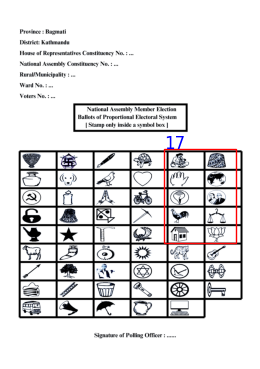 Province : Bagmati
District: Kathmandu
House of Representatives Constituency No. : ...
National Assembly Constituency No. : ...
Rural/Municipality : ...
Ward No. : ...
Voters No. : ...
National Assembly Member Election
Ballots of Proportional Electoral System
[ Stamp only inside a symbol box ]
17
Signature of Polling Officer : ......